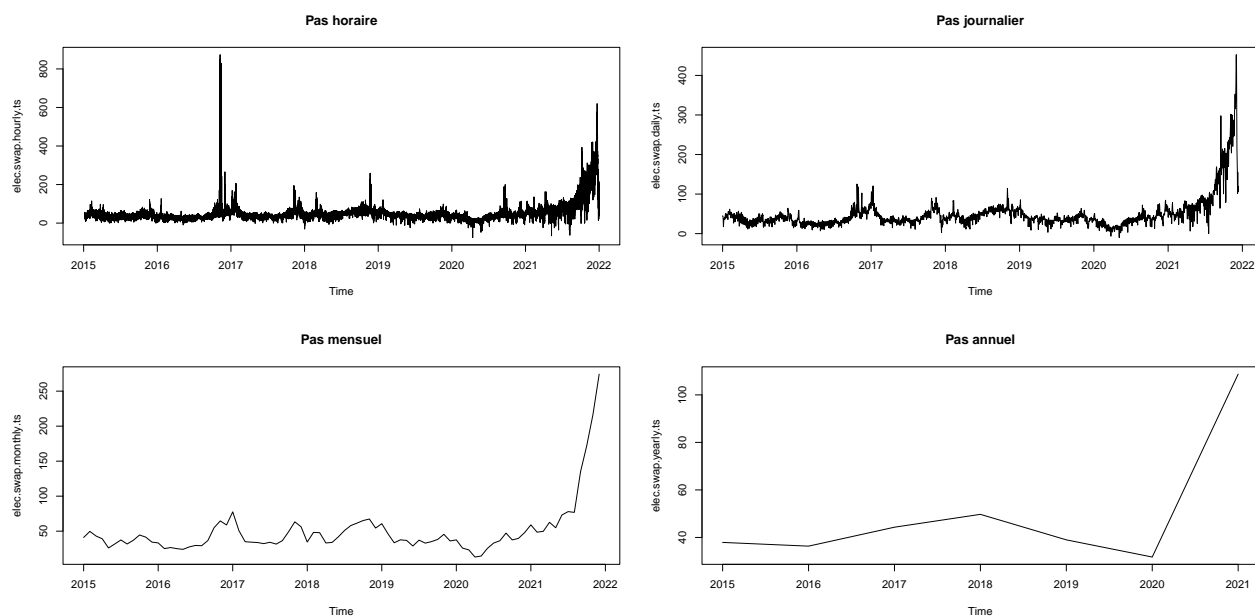 Pas horaire
elec.swap.hourly.ts
0
200
400
600
800
2015 2016 2017 2018 2019 2020 2021 2022
Time
Pas journalier
elec.swap.daily.ts
0
100
200
300
400
2015 2016 2017 2018 2019 2020 2021 2022
Time
Pas mensuel
elec.swap.monthly.ts
50
100
150
200
250
2015 2016 2017 2018 2019 2020 2021 2022
Time
Pas annuel
elec.swap.yearly.ts
40
60
80
100
2015 2016 2017 2018 2019 2020 2021
Time